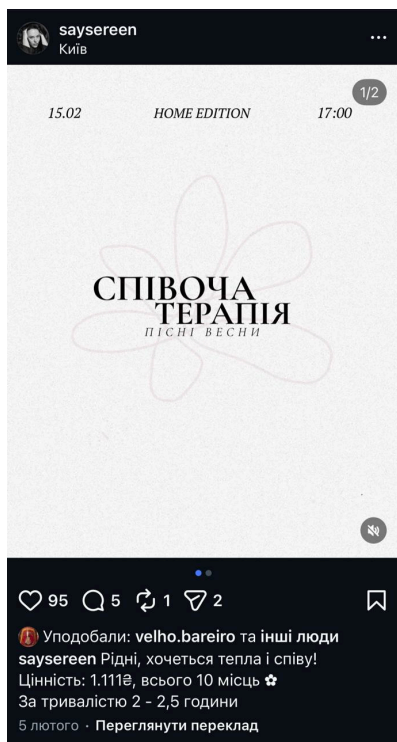 saysereen
Київ
1/2
15.02 HOME EDITION 17:00
СПІВОЧА
ТЕРАПІЯ
ПІСНІ ВЕСНИ
95 5 1 2
Уподобали: velho.bareiro та інші люди
saysereen Рідні, хочеться тепла і співу!
Цінність: 1.111₴, всього 10 місць ✿
За тривалістю 2 - 2,5 години
5 лютого · Переглянути переклад